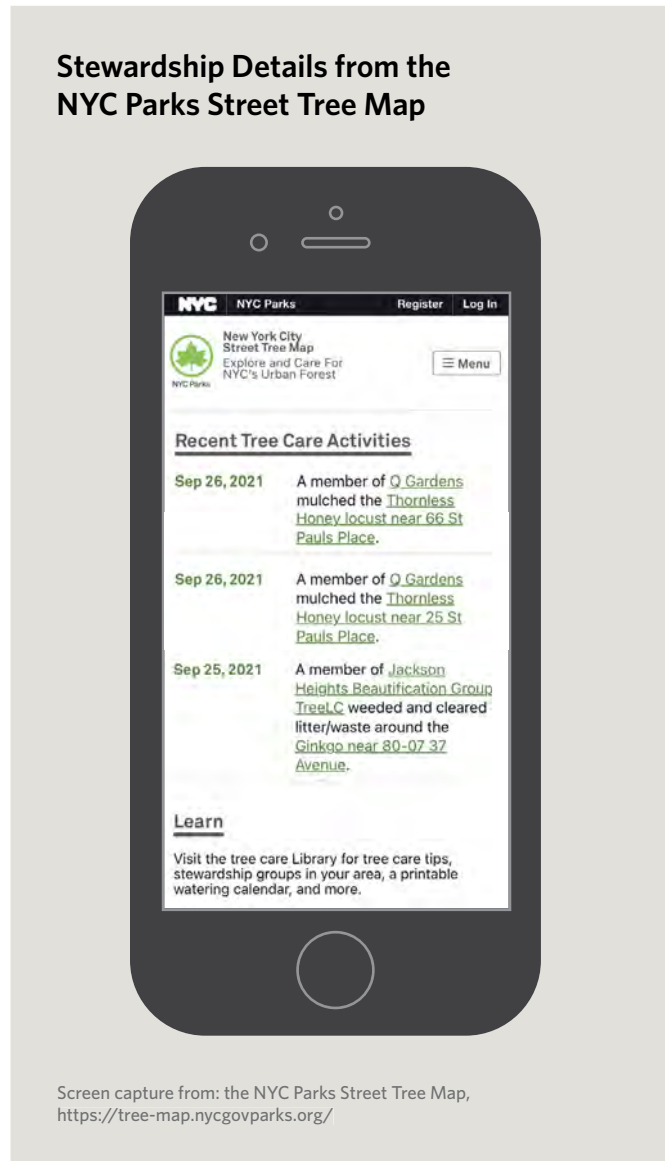 Stewardship Details from the
NYC Parks Street Tree Map
NYC NYC Parks Register Log In
New York City
Street Tree Map
Explore and Care For
NYC's Urban Forest
☰ Menu
NYC Parks
Recent Tree Care Activities
Sep 26, 2021 A member of Q Gardens
mulched the Thornless
Honey locust near 66 St
Pauls Place.
Sep 26, 2021 A member of Q Gardens
mulched the Thornless
Honey locust near 25 St
Pauls Place.
Sep 25, 2021 A member of Jackson
Heights Beautification Group
TreeLC weeded and cleared
litter/waste around the
Ginkgo near 80-07 37
Avenue.
Learn
Visit the tree care Library for tree care tips,
stewardship groups in your area, a printable
watering calendar, and more.
Screen capture from: the NYC Parks Street Tree Map,
https://tree-map.nycgovparks.org/